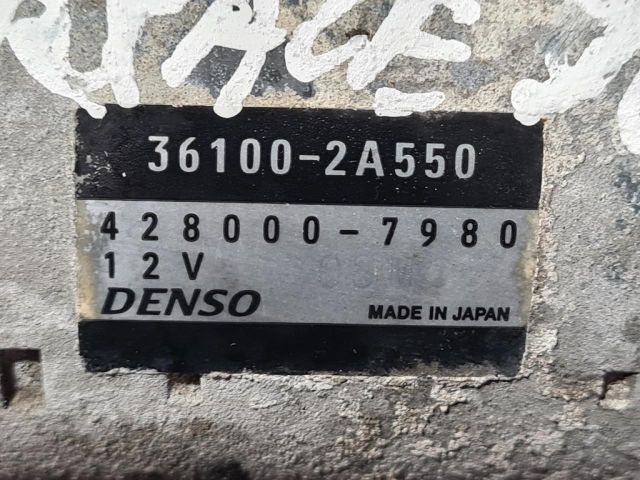 36100-2A550
428000-7980
12V
DENSO
MADE IN JAPAN